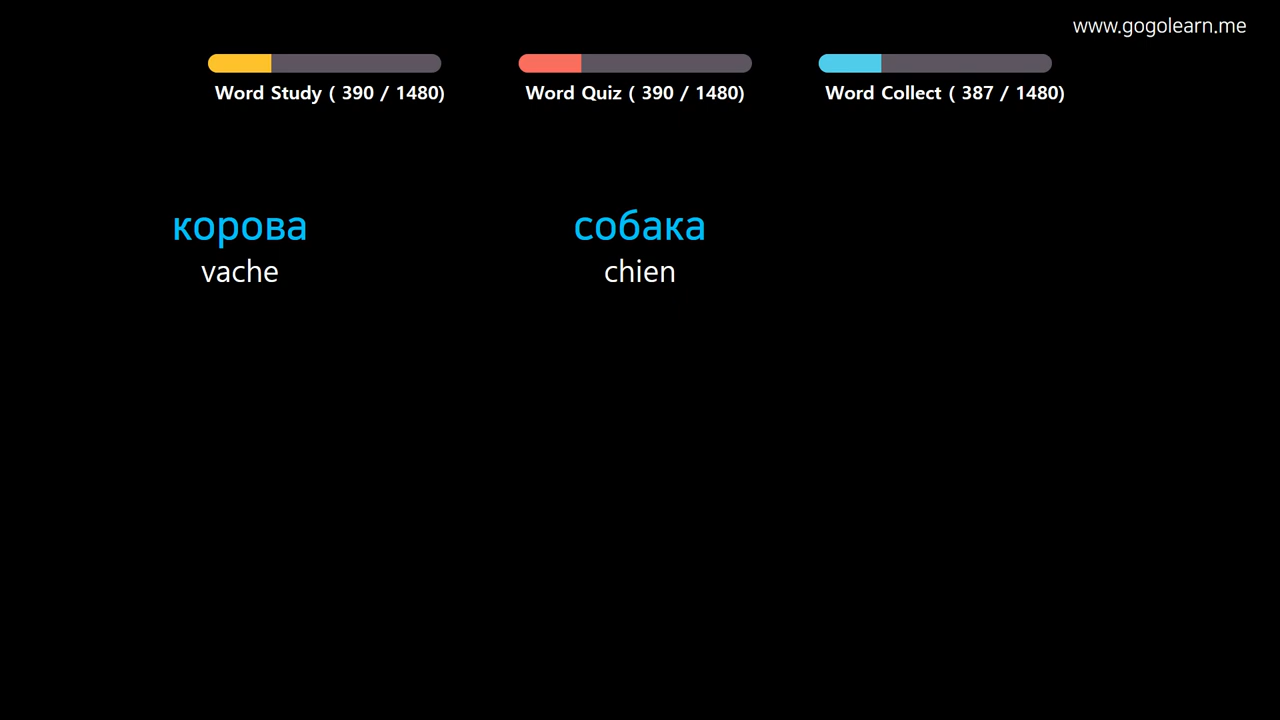 www.gogolearn.me
Word Study ( 390 / 1480)
Word Quiz ( 390 / 1480)
Word Collect ( 387 / 1480)
корова
vache
собака
chien